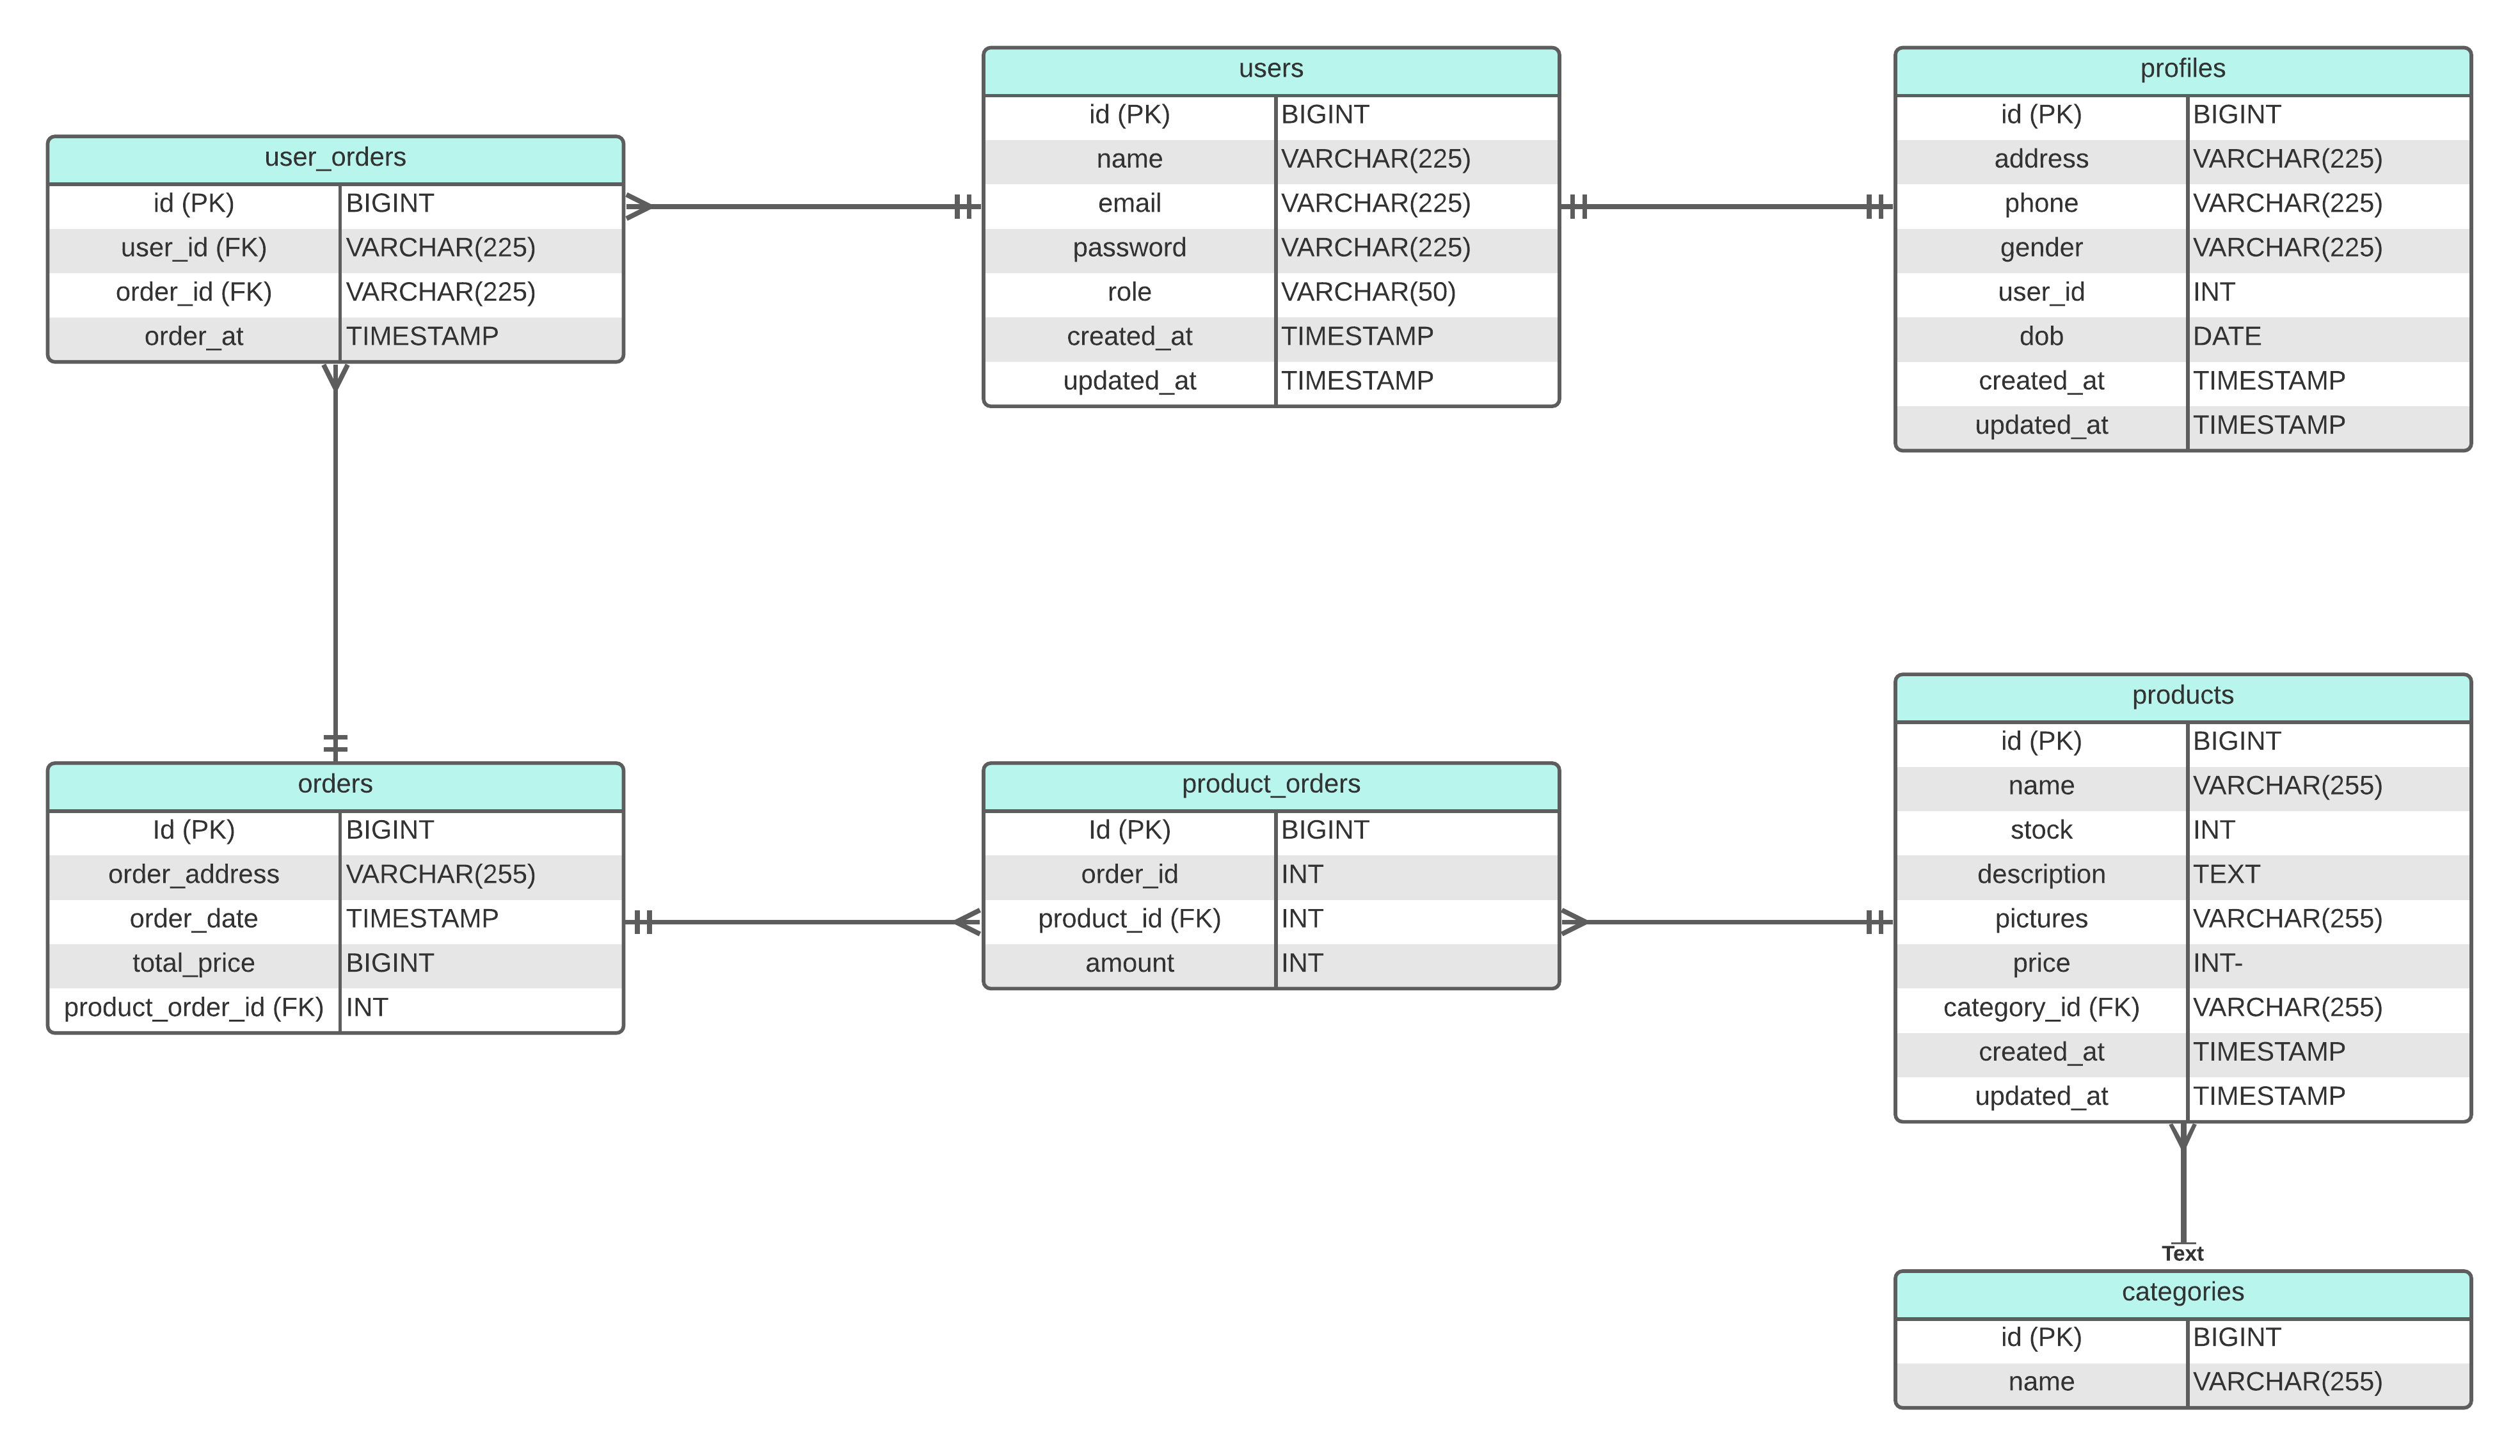 users
id (PK) BIGINT
name VARCHAR(225)
email VARCHAR(225)
password VARCHAR(225)
role VARCHAR(50)
created_at TIMESTAMP
updated_at TIMESTAMP
profiles
id (PK) BIGINT
address VARCHAR(225)
phone VARCHAR(225)
gender VARCHAR(225)
user_id INT
dob DATE
created_at TIMESTAMP
updated_at TIMESTAMP
user_orders
id (PK) BIGINT
user_id (FK) VARCHAR(225)
order_id (FK) VARCHAR(225)
order_at TIMESTAMP
orders
Id (PK) BIGINT
order_address VARCHAR(255)
order_date TIMESTAMP
total_price BIGINT
product_order_id (FK) INT
product_orders
Id (PK) BIGINT
order_id INT
product_id (FK) INT
amount INT
products
id (PK) BIGINT
name VARCHAR(255)
stock INT
description TEXT
pictures VARCHAR(255)
price INT-
category_id (FK) VARCHAR(255)
created_at TIMESTAMP
updated_at TIMESTAMP
Text
categories
id (PK) BIGINT
name VARCHAR(255)